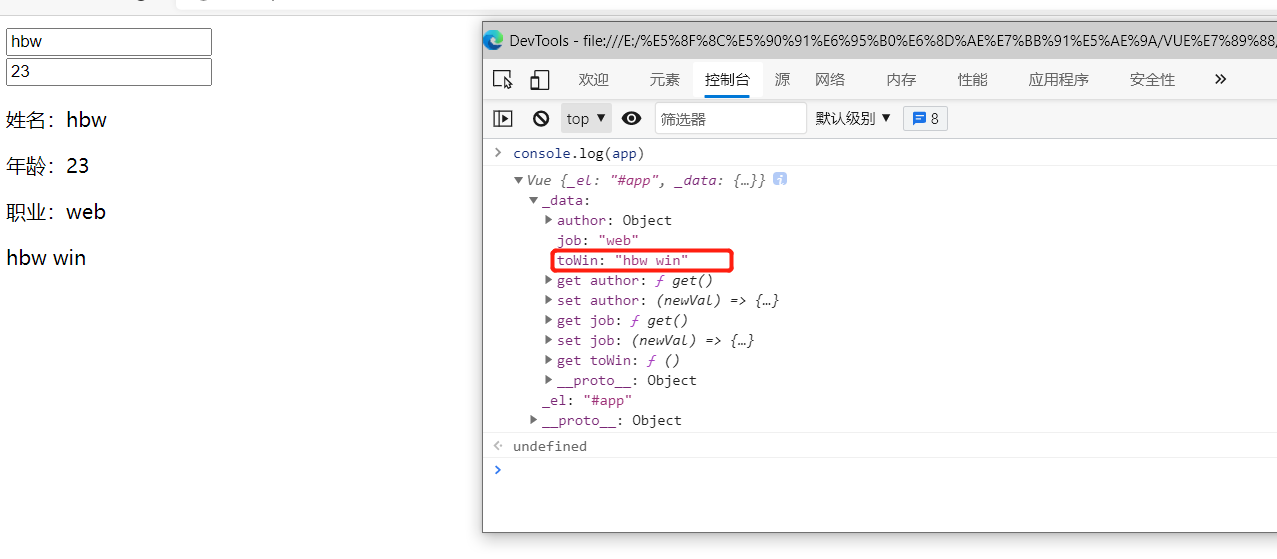 hbw
23
姓名：hbw
年龄：23
职业：web
hbw win
DevTools - file:///E:/%E5%8F%8C%E5%90%91%E6%95%B0%E6%8D%AE%E7%BB%91%E5%AE%9A/VUE%E7%89%88/
欢迎 元素 控制台 源 网络 内存 性能 应用程序 安全性 »
top ▼ 筛选器 默认级别 ▼ 8
> console.log(app)
▼Vue {_el: "#app", _data: {…}} i
▼_data:
▶author: Object
job: "web"
toWin: "hbw win"
▶get author: ƒ get()
▶set author: (newVal) => {…}
▶get job: ƒ get()
▶set job: (newVal) => {…}
▶get toWin: ƒ ()
▶__proto__: Object
_el: "#app"
▶__proto__: Object
undefined
>